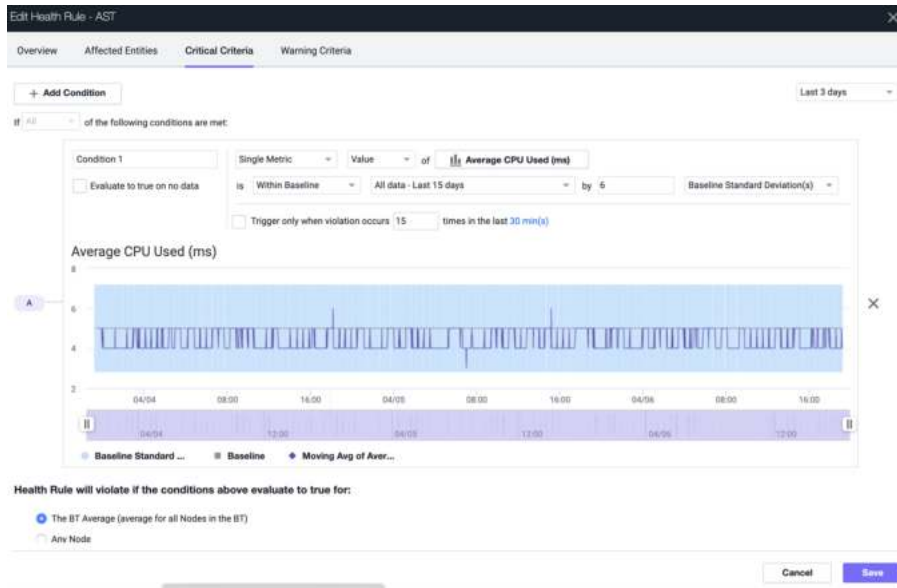 Edit Health Rule - AST
Overview Affected Entities Critical Criteria Warning Criteria
+ Add Condition Last 3 days
If All of the following conditions are met:
Condition 1 Single Metric Value of Average CPU Used (ms)
Evaluate to true on no data is Within Baseline All data - Last 15 days by 6 Baseline Standard Deviation(s)
Trigger only when violation occurs 15 times in the last 30 min(s)
Average CPU Used (ms)
8
A 6
4
2
04/04 08:00 16:00 04/05 08:00 16:00 04/06 08:00 16:00
04/04 12:00 04/05 12:00 04/06 12:00
Baseline Standard ... Baseline Moving Avg of Aver...
Health Rule will violate if the conditions above evaluate to true for:
The BT Average (average for all Nodes in the BT)
Any Node
Cancel Save